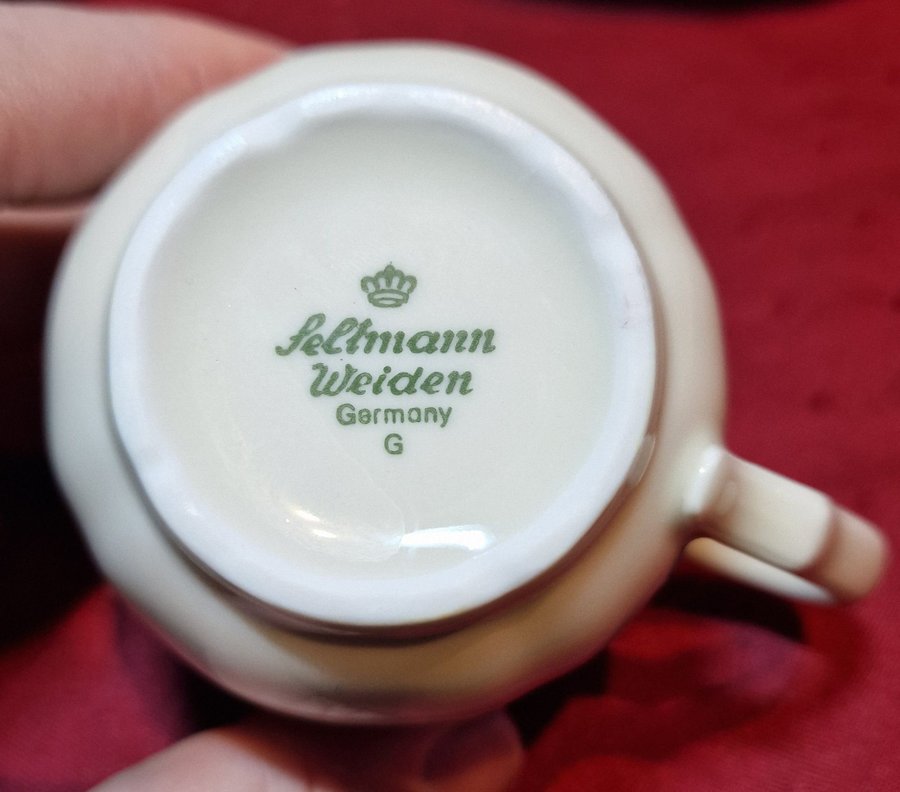 Seltmann
Weiden
Germany
G